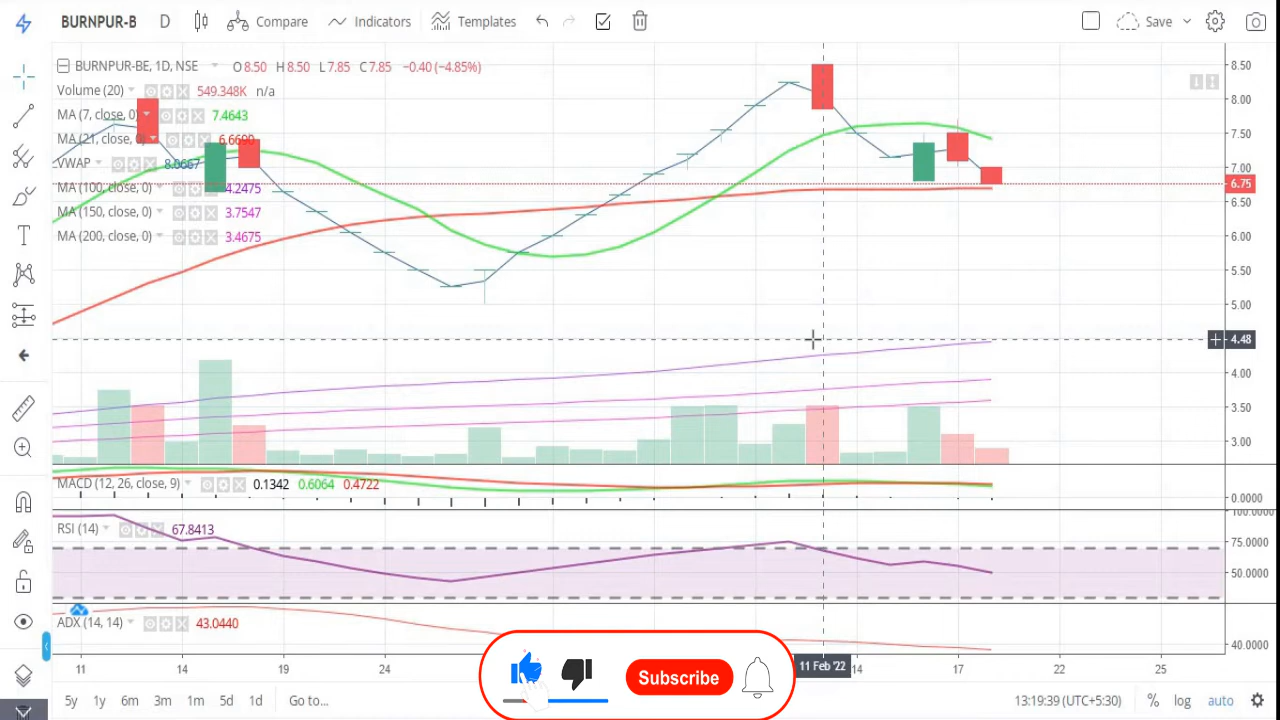 BURNPUR-B D Compare Indicators Templates Save
BURNPUR-BE, 1D, NSE O8.50 H8.50 L7.85 C7.85 −0.40 (−4.85%)
Volume (20) 549.348K n/a
MA (7, close, 0) 7.4643
MA (21, close, 0) 6.6690
VWAP 8.0667
MA (100, close, 0) 4.2475
MA (150, close, 0) 3.7547
MA (200, close, 0) 3.4675
8.50
8.00
7.50
7.00
6.75
6.50
6.00
5.50
5.00
4.48
4.00
3.50
3.00
MACD (12, 26, close, 9) 0.1342 0.6064 0.4722
0.0000
100.0000
RSI (14) 67.8413
75.0000
50.0000
ADX (14, 14) 43.0440
40.0000
11 14 19 24 11 Feb '22 14 17 22 25
Subscribe
5y 1y 6m 3m 1m 5d 1d Go to... 13:19:39 (UTC+5:30) % log auto